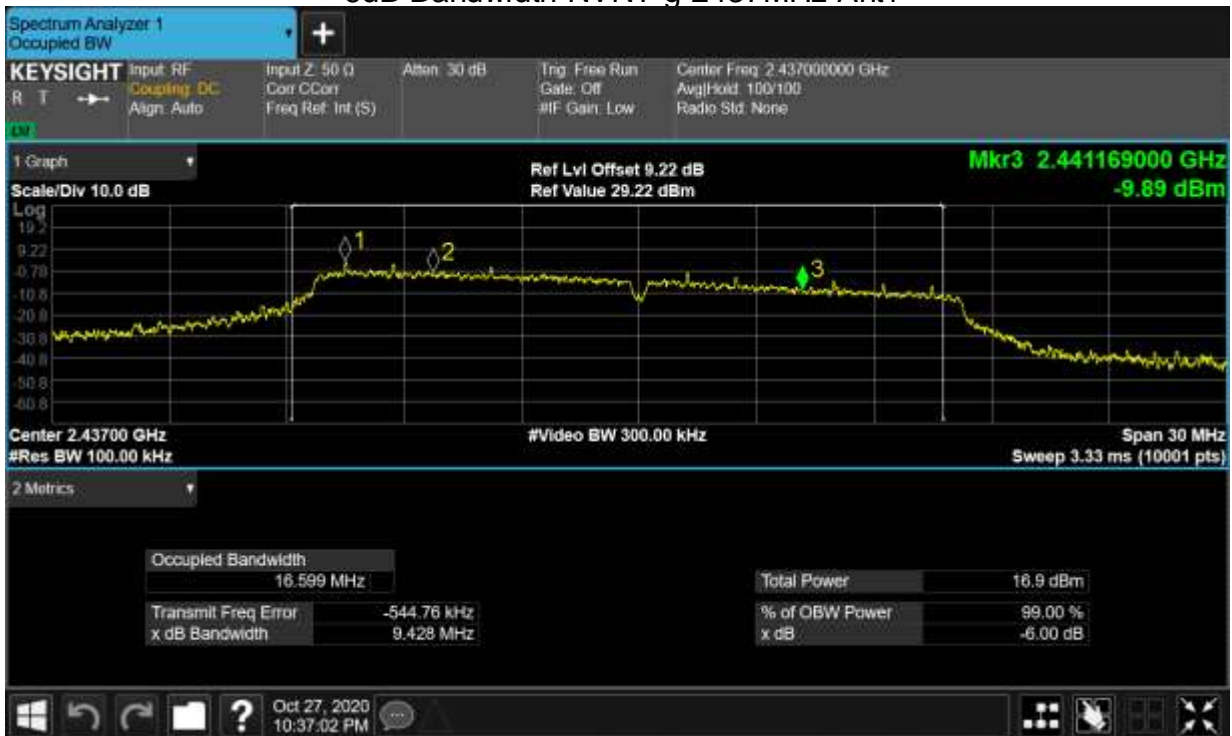 Spectrum Analyzer 1
Occupied BW
+
KEYSIGHT
R T
Input: RF
Coupling: DC
Align: Auto
Input Z: 50 Ω
Corr CCorr
Freq Ref: Int (S)
Atten: 30 dB
Trig: Free Run
Gate: Off
#IF Gain: Low
Center Freq: 2.437000000 GHz
Avg|Hold: 100/100
Radio Std: None
1 Graph
Scale/Div 10.0 dB
Ref Lvl Offset 9.22 dB
Ref Value 29.22 dBm
Mkr3 2.441169000 GHz
-9.89 dBm
Log
19.2
9.22
-0.78
-10.8
-20.8
-30.8
-40.8
-50.8
-60.8
1
2
3
Center 2.43700 GHz
#Res BW 100.00 kHz
#Video BW 300.00 kHz
Span 30 MHz
Sweep 3.33 ms (10001 pts)
2 Metrics
Occupied Bandwidth
16.599 MHz
Transmit Freq Error -544.76 kHz
x dB Bandwidth 9.428 MHz
Total Power 16.9 dBm
% of OBW Power 99.00 %
x dB -6.00 dB
?
Oct 27, 2020
10:37:02 PM